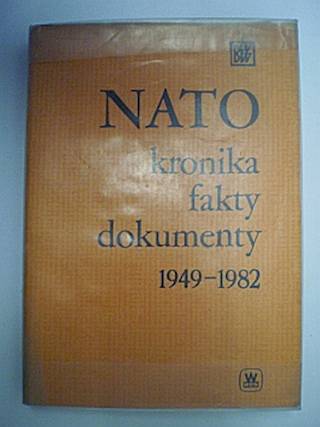 NATO
kronika
fakty
dokumenty
1949–1982